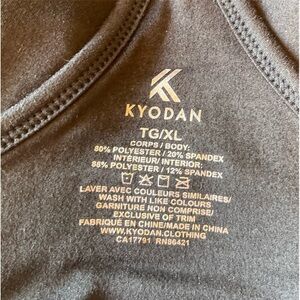 KYODAN
TG/XL
CORPS / BODY:
80% POLYESTER / 20% SPANDEX
INTÉRIEUR/ INTERIOR:
88% POLYESTER / 12% SPANDEX
LAVER AVEC COULEURS SIMILAIRES/
WASH WITH LIKE COLOURS
GARNITURE NON COMPRISE/
EXCLUSIVE OF TRIM
FABRIQUÉ EN CHINE/MADE IN CHINA
WWW.KYODAN.CLOTHING
CA17791 RN86421